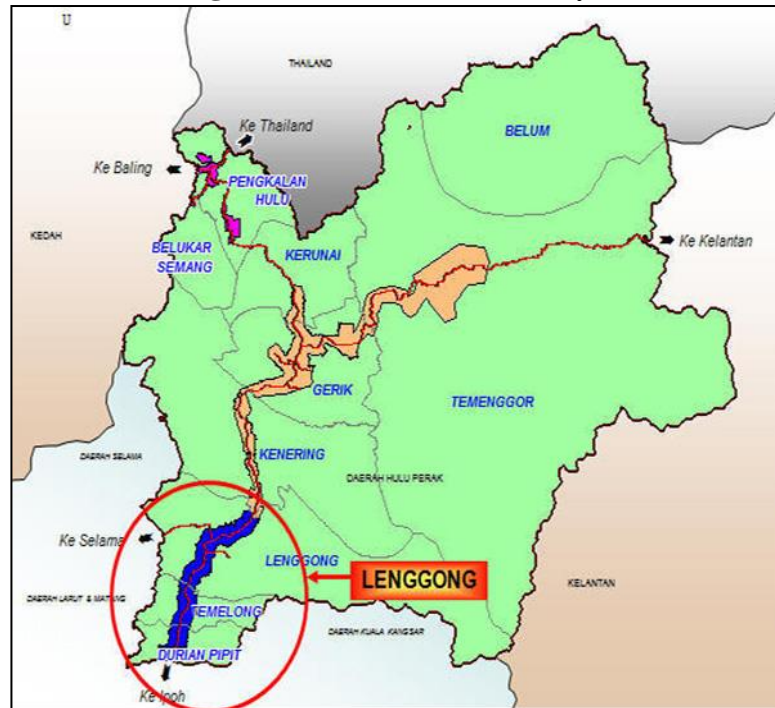 U
THAILAND
BELUM
Ke Thailand
Ke Baling
PENGKALAN
HULU
KEDAH
BELUKAR
SEMANG
KERUNAI
Ke Kelantan
GERIK
TEMENGGOR
DAERAH SELAMA
KENERING
DAERAH HULU PERAK
Ke Selama
LENGGONG
LENGGONG
KELANTAN
DAERAH LARUT & MATANG
TEMELONG
DAERAH KUALA KANGSAR
DURIAN PIPIT
Ke Ipoh